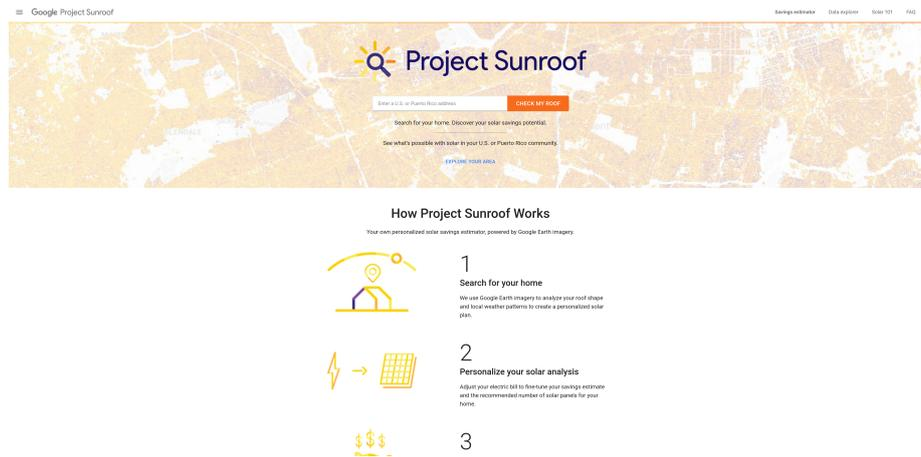 Google Project Sunroof
Savings estimator Data explorer Solar 101 FAQ
Project Sunroof
Enter a U.S. or Puerto Rico address
CHECK MY ROOF
Search for your home. Discover your solar savings potential.
See what's possible with solar in your U.S. or Puerto Rico community.
EXPLORE YOUR AREA
How Project Sunroof Works
Your own personalized solar savings estimator, powered by Google Earth imagery.
1
Search for your home
We use Google Earth imagery to analyze your roof shape
and local weather patterns to create a personalized solar
plan.
2
Personalize your solar analysis
Adjust your electric bill to fine-tune your savings estimate
and the recommended number of solar panels for your
home.
$ $ $
3